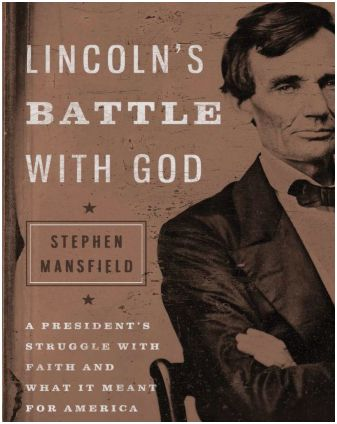 LINCOLN'S
BATTLE
WITH GOD
STEPHEN
MANSFIELD
A PRESIDENT'S
STRUGGLE WITH
FAITH AND
WHAT IT MEANT
FOR AMERICA